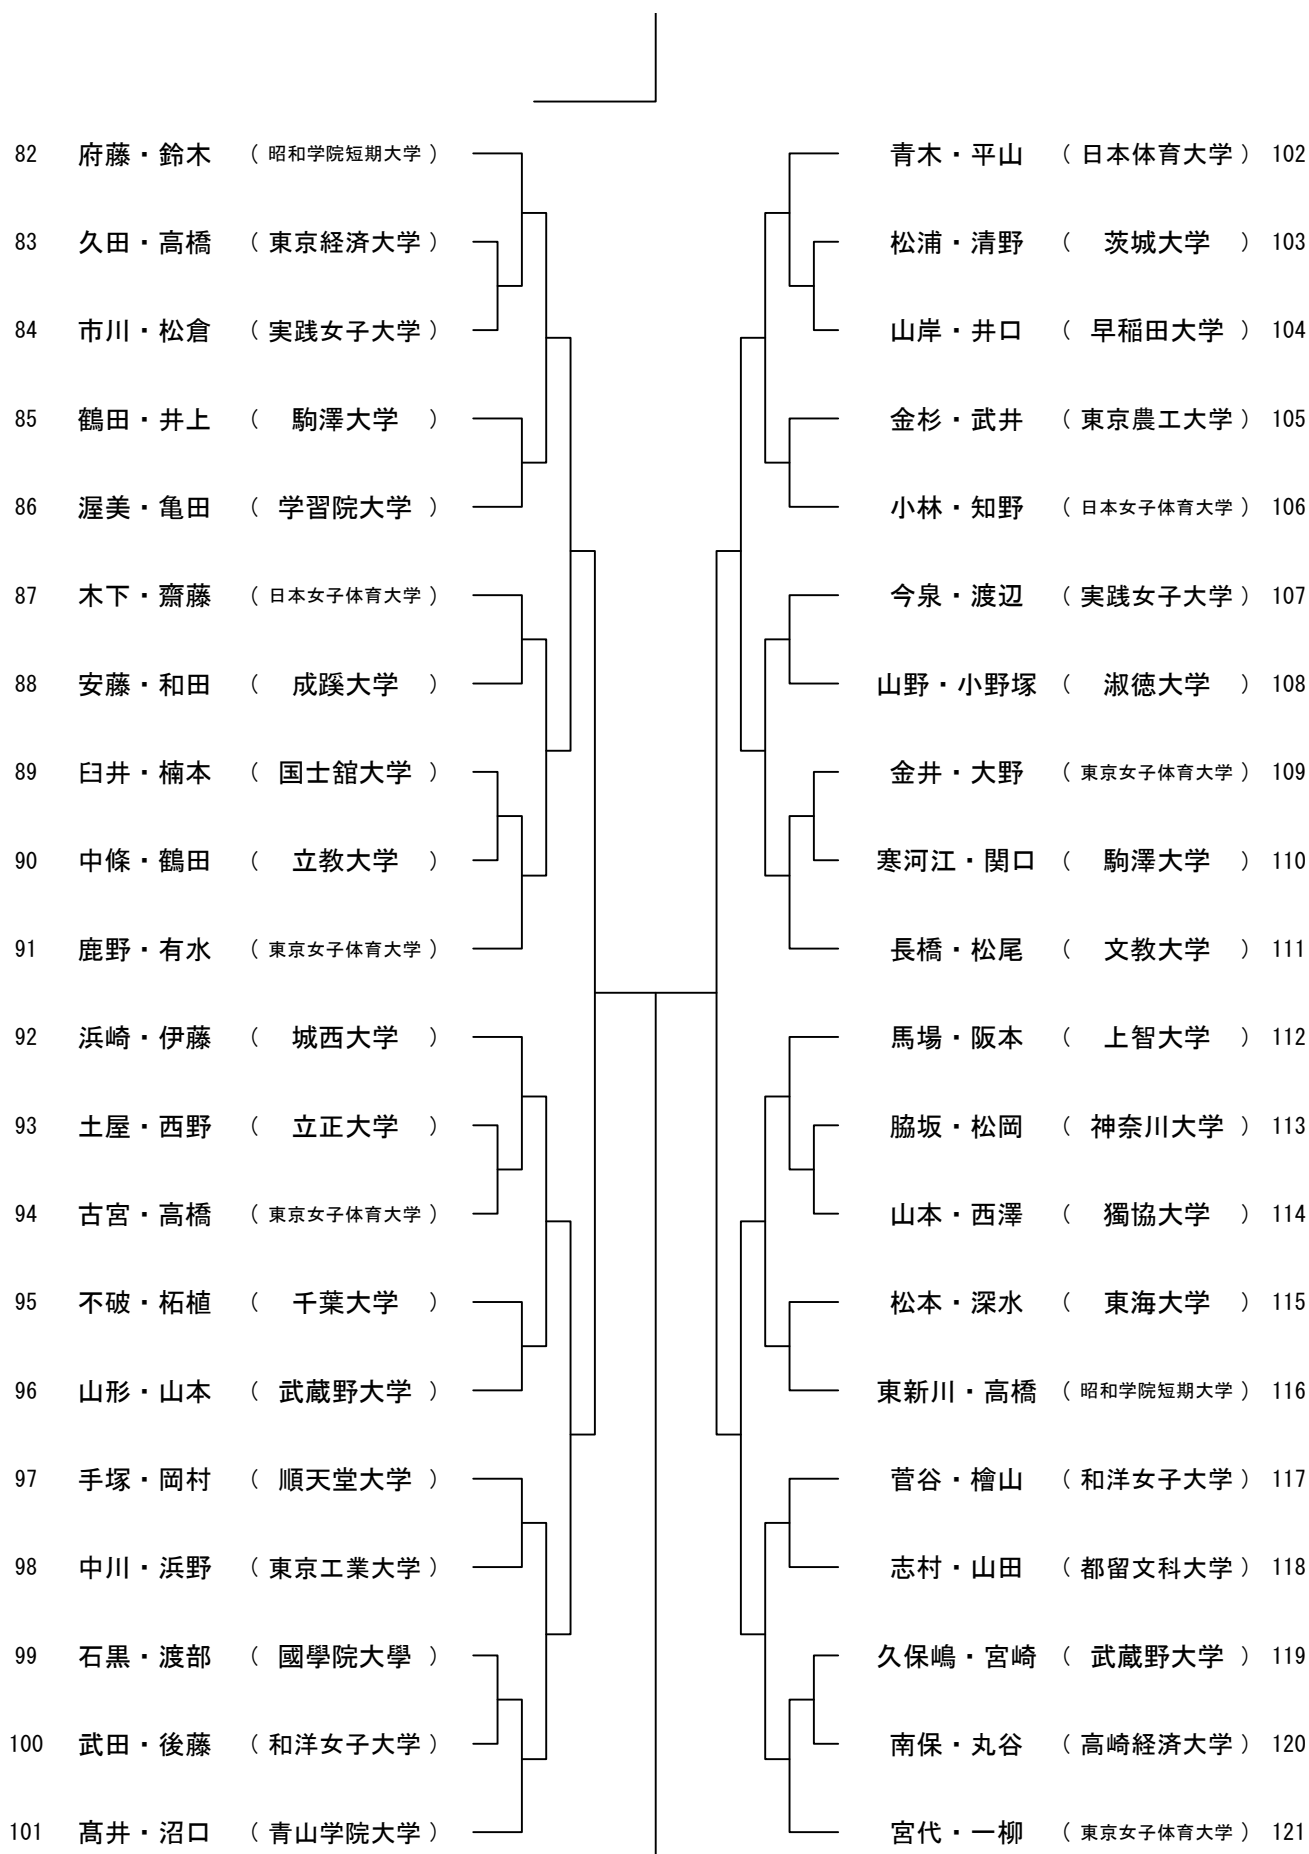 82 府藤・鈴木 （ 昭和学院短期大学 ） 青木・平山 （ 日本体育大学 ） 102
83 久田・高橋 （ 東京経済大学 ） 松浦・清野 （ 茨城大学 ） 103
84 市川・松倉 （ 実践女子大学 ） 山岸・井口 （ 早稲田大学 ） 104
85 鶴田・井上 （ 駒澤大学 ） 金杉・武井 （ 東京農工大学 ） 105
86 渥美・亀田 （ 学習院大学 ） 小林・知野 （ 日本女子体育大学 ） 106
87 木下・齋藤 （ 日本女子体育大学 ） 今泉・渡辺 （ 実践女子大学 ） 107
88 安藤・和田 （ 成蹊大学 ） 山野・小野塚 （ 淑徳大学 ） 108
89 臼井・楠本 （ 国士舘大学 ） 金井・大野 （ 東京女子体育大学 ） 109
90 中條・鶴田 （ 立教大学 ） 寒河江・関口 （ 駒澤大学 ） 110
91 鹿野・有水 （ 東京女子体育大学 ） 長橋・松尾 （ 文教大学 ） 111
92 浜崎・伊藤 （ 城西大学 ） 馬場・阪本 （ 上智大学 ） 112
93 土屋・西野 （ 立正大学 ） 脇坂・松岡 （ 神奈川大学 ） 113
94 古宮・高橋 （ 東京女子体育大学 ） 山本・西澤 （ 獨協大学 ） 114
95 不破・柘植 （ 千葉大学 ） 松本・深水 （ 東海大学 ） 115
96 山形・山本 （ 武蔵野大学 ） 東新川・高橋 （ 昭和学院短期大学 ） 116
97 手塚・岡村 （ 順天堂大学 ） 菅谷・檜山 （ 和洋女子大学 ） 117
98 中川・浜野 （ 東京工業大学 ） 志村・山田 （ 都留文科大学 ） 118
99 石黒・渡部 （ 國學院大學 ） 久保嶋・宮崎 （ 武蔵野大学 ） 119
100 武田・後藤 （ 和洋女子大学 ） 南保・丸谷 （ 高崎経済大学 ） 120
101 髙井・沼口 （ 青山学院大学 ） 宮代・一柳 （ 東京女子体育大学 ） 121